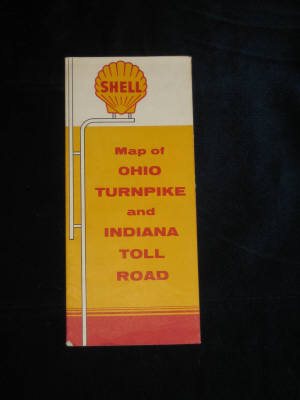 SHELL
Map of
OHIO
TURNPIKE
and
INDIANA
TOLL
ROAD